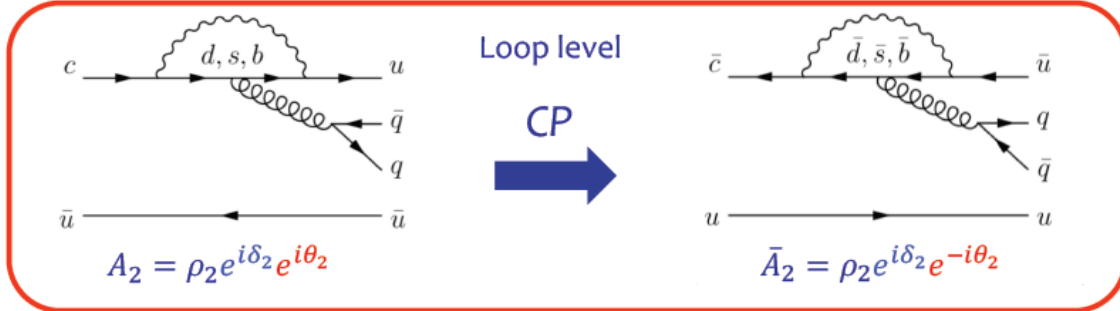 c d, s, b u
q̄
q
ū ū
A₂ = ρ₂e^{iδ₂}e^{iθ₂}
Loop level
CP
c̄ d̄, s̄, b̄ ū
q
q̄
u u
Ā₂ = ρ₂e^{iδ₂}e^{-iθ₂}